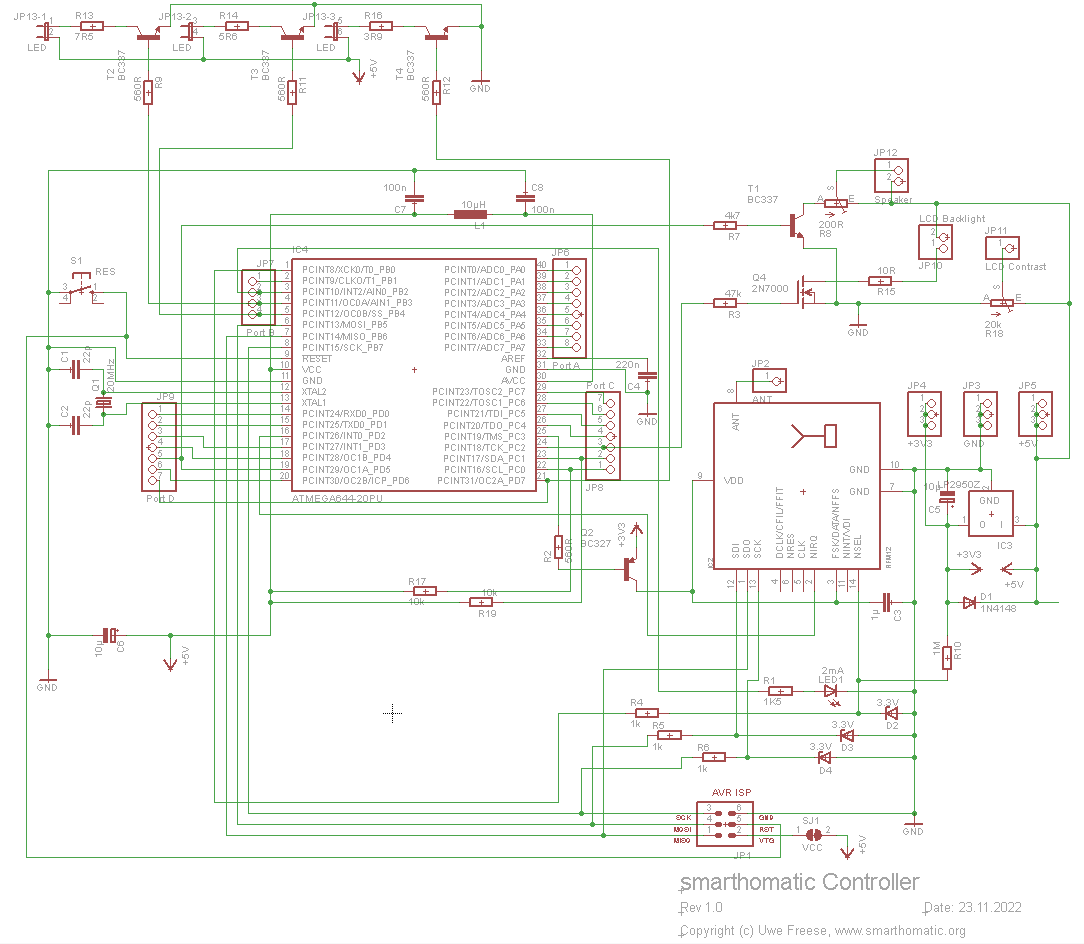 JP13-1
R13
JP13-2
R14
JP13-3
R16
1
2
3
4
5
6
7R5
5R6
3R9
LED
LED
LED
T2
BC337
T3
BC337
T4
BC337
+5V
560R
R9
560R
R11
560R
R12
GND
JP12
1
2
Speaker
T1
BC337
100n
C7
C8
100n
10µH
L1
4k7
R7
A
S
E
200R
R8
LCD Backlight
2
1
JP10
JP11
1
LCD Contrast
S1
RES
3
4
1
2
IC4
JP7
1
2
3
4
Port B
JP6
1
2
3
4
5
6
7
8
Port A
Q4
2N7000
10R
R15
47k
R3
GND
A
S
E
20k
R18
1 PCINT8/XCK0/T0_PB0 PCINT0/ADC0_PA0 40
2 PCINT9/CLKO/T1_PB1 PCINT1/ADC1_PA1 39
3 PCINT10/INT2/AIN0_PB2 PCINT2/ADC2_PA2 38
4 PCINT11/OC0A/AIN1_PB3 PCINT3/ADC3_PA3 37
5 PCINT12/OC0B/SS_PB4 PCINT4/ADC4_PA4 36
6 PCINT13/MOSI_PB5 PCINT5/ADC5_PA5 35
7 PCINT14/MISO_PB6 PCINT6/ADC6_PA6 34
8 PCINT15/SCK_PB7 PCINT7/ADC7_PA7 33
9 RESET AREF 32
10 VCC GND 31
11 GND AVCC 30
12 XTAL2 PCINT23/TOSC2_PC7 29
13 XTAL1 PCINT22/TOSC1_PC6 28
14 PCINT24/RXD0_PD0 PCINT21/TDI_PC5 27
15 PCINT25/TXD0_PD1 PCINT20/TDO_PC4 26
16 PCINT26/INT0_PD2 PCINT19/TMS_PC3 25
17 PCINT27/INT1_PD3 PCINT18/TCK_PC2 24
18 PCINT28/OC1B_PD4 PCINT17/SDA_PC1 23
19 PCINT29/OC1A_PD5 PCINT16/SCL_PC0 22
20 PCINT30/OC2B/ICP_PD6 PCINT31/OC2A_PD7 21
ATMEGA644-20PU
C1
22p
C2
22p
Q1
20MHz
JP9
1
2
3
4
5
6
7
Port D
220n
C4
GND
Port C
7
6
5
4
3
2
1
JP8
JP2
1
ANT
8
ANT
9
VDD
GND
10
GND
7
SDI
SDO
SCK
DCLK/CFIL/FFIT
NRES
CLK
NIRQ
FSK/DATA/NFFS
NINT/VDI
NSEL
12
1
13
4
6
5
2
3
11
14
IC2
RFM12
JP4
1
2
3
+3V3
JP3
1
2
3
GND
JP5
1
2
3
+5V
10µ
C5
LP2950Z
GND
2
1
O
I
3
IC3
+3V3
+5V
D1
1N4148
R2
560R
Q2
BC327
+3V3
R17
10k
10k
R19
1µ
C3
1M
R10
10µ
C6
+5V
GND
R1
1K5
2mA
LED1
R4
1k
R5
1k
R6
1k
3.3V
D2
3.3V
D3
3.3V
D4
AVR ISP
SCK
MOSI
MISO
3
4
1
6
5
2
GND
RST
VTG
JP1
SJ1
1
2
VCC
+5V
GND
smarthomatic Controller
Rev 1.0
Date: 23.11.2022
Copyright (c) Uwe Freese, www.smarthomatic.org